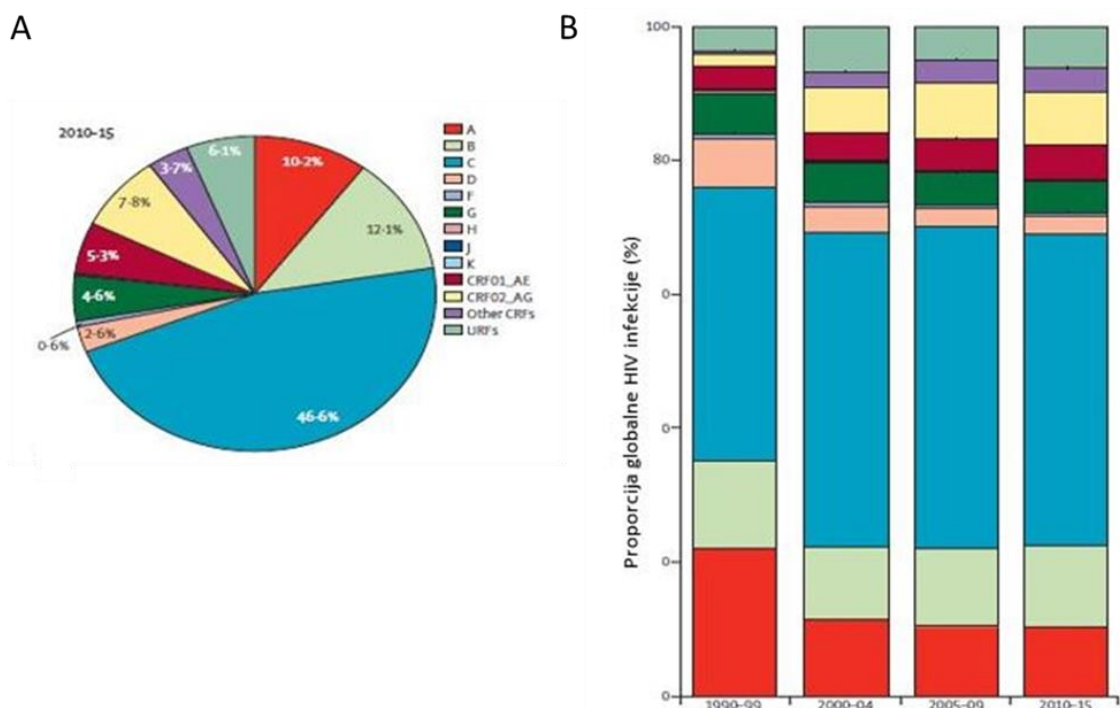 A
2010-15
10·2%
12·1%
46·6%
2·6%
0·6%
4·6%
5·3%
7·8%
3·7%
6·1%
A
B
C
D
F
G
H
J
K
CRF01_AE
CRF02_AG
Other CRFs
URFs
B
Proporcija globalne HIV infekcije (%)
100
80
0
0
0
0
1990-99
2000-04
2005-09
2010-15